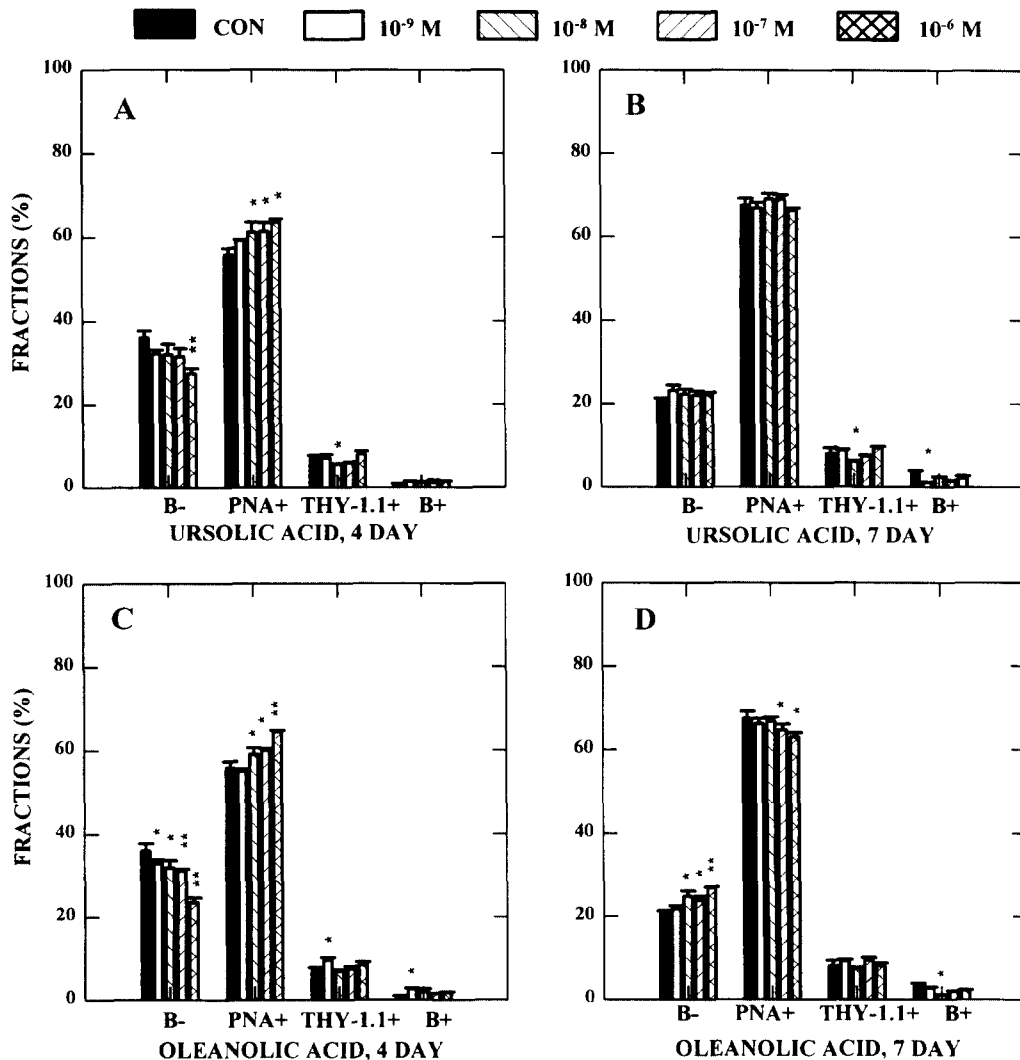 CON 10⁻⁹ M 10⁻⁸ M 10⁻⁷ M 10⁻⁶ M
A
FRACTIONS (%)
100
80
60
40
20
0
* * *
**
*
B- PNA+ THY-1.1+ B+
URSOLIC ACID, 4 DAY
B
100
80
60
40
20
0
*
*
B- PNA+ THY-1.1+ B+
URSOLIC ACID, 7 DAY
C
FRACTIONS (%)
100
80
60
40
20
0
* * **
* * ** **
*
*
B- PNA+ THY-1.1+ B+
OLEANOLIC ACID, 4 DAY
D
100
80
60
40
20
0
* *
* * **
*
B- PNA+ THY-1.1+ B+
OLEANOLIC ACID, 7 DAY